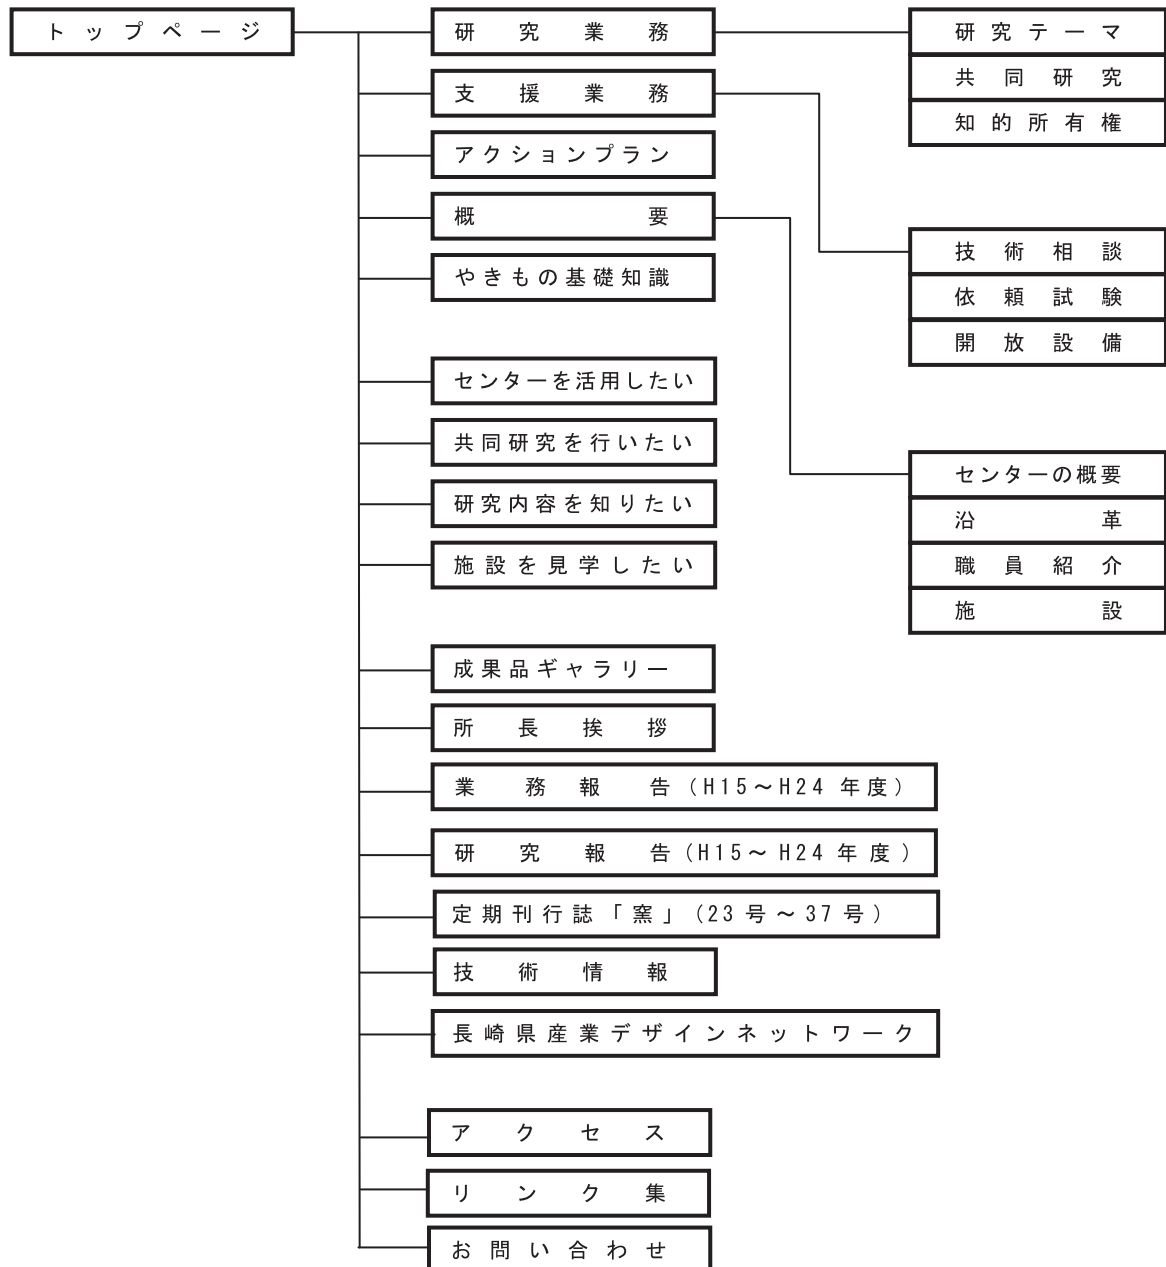 トップページ
研究業務
支援業務
アクションプラン
概要
やきもの基礎知識
センターを活用したい
共同研究を行いたい
研究内容を知りたい
施設を見学したい
成果品ギャラリー
所長挨拶
業務報告(H15～H24年度)
研究報告(H15～H24年度)
定期刊行誌「窯」(23号～37号)
技術情報
長崎県産業デザインネットワーク
アクセス
リンク集
お問い合わせ
研究テーマ
共同研究
知的所有権
技術相談
依頼試験
開放設備
センターの概要
沿革
職員紹介
施設